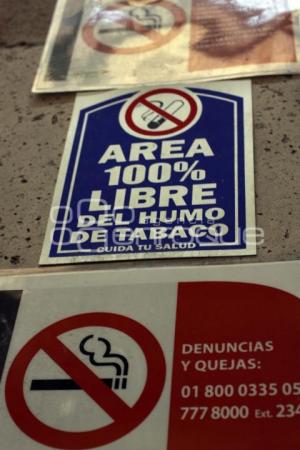 AREA
100%
LIBRE
DEL HUMO
DE TABACO
CUIDA TU SALUD
DENUNCIAS
Y QUEJAS:
01 800 0335 05
777 8000 Ext. 234